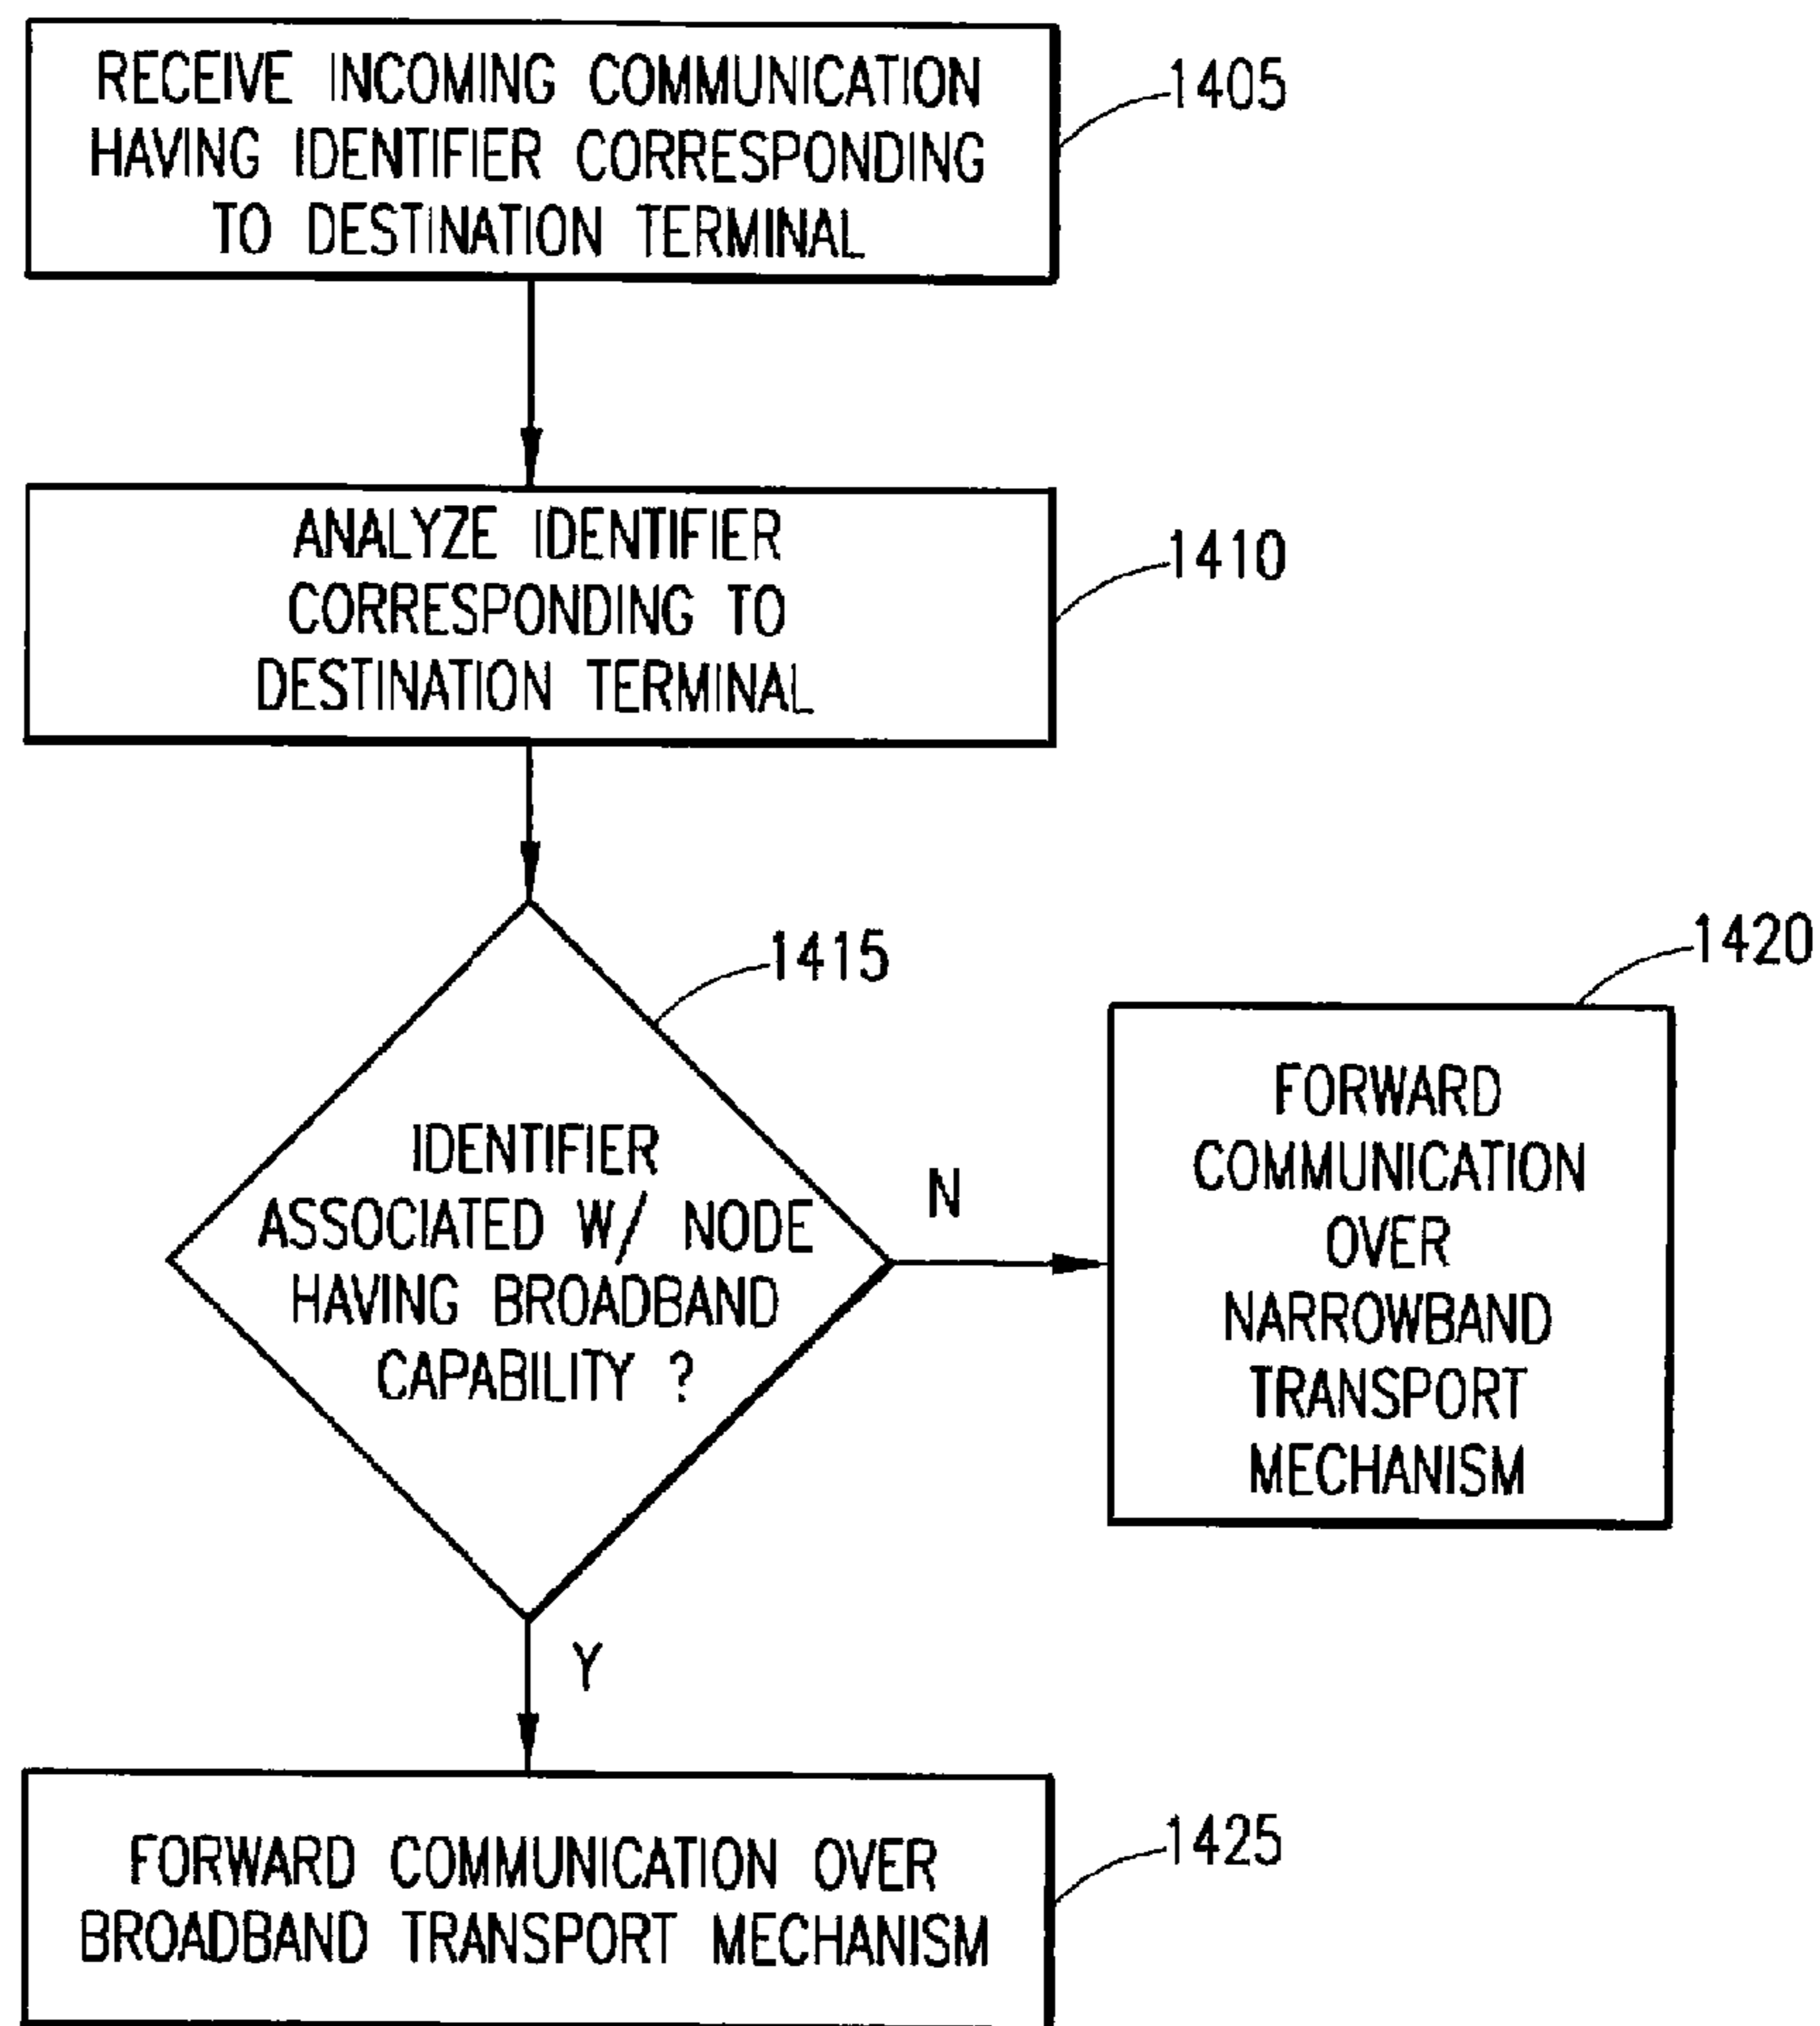 RECEIVE INCOMING COMMUNICATION
HAVING IDENTIFIER CORRESPONDING
TO DESTINATION TERMINAL
1405
ANALYZE IDENTIFIER
CORRESPONDING TO
DESTINATION TERMINAL
1410
1415
IDENTIFIER
ASSOCIATED W/ NODE
HAVING BROADBAND
CAPABILITY ?
N
1420
FORWARD
COMMUNICATION
OVER
NARROWBAND
TRANSPORT
MECHANISM
Y
FORWARD COMMUNICATION OVER
BROADBAND TRANSPORT MECHANISM
1425